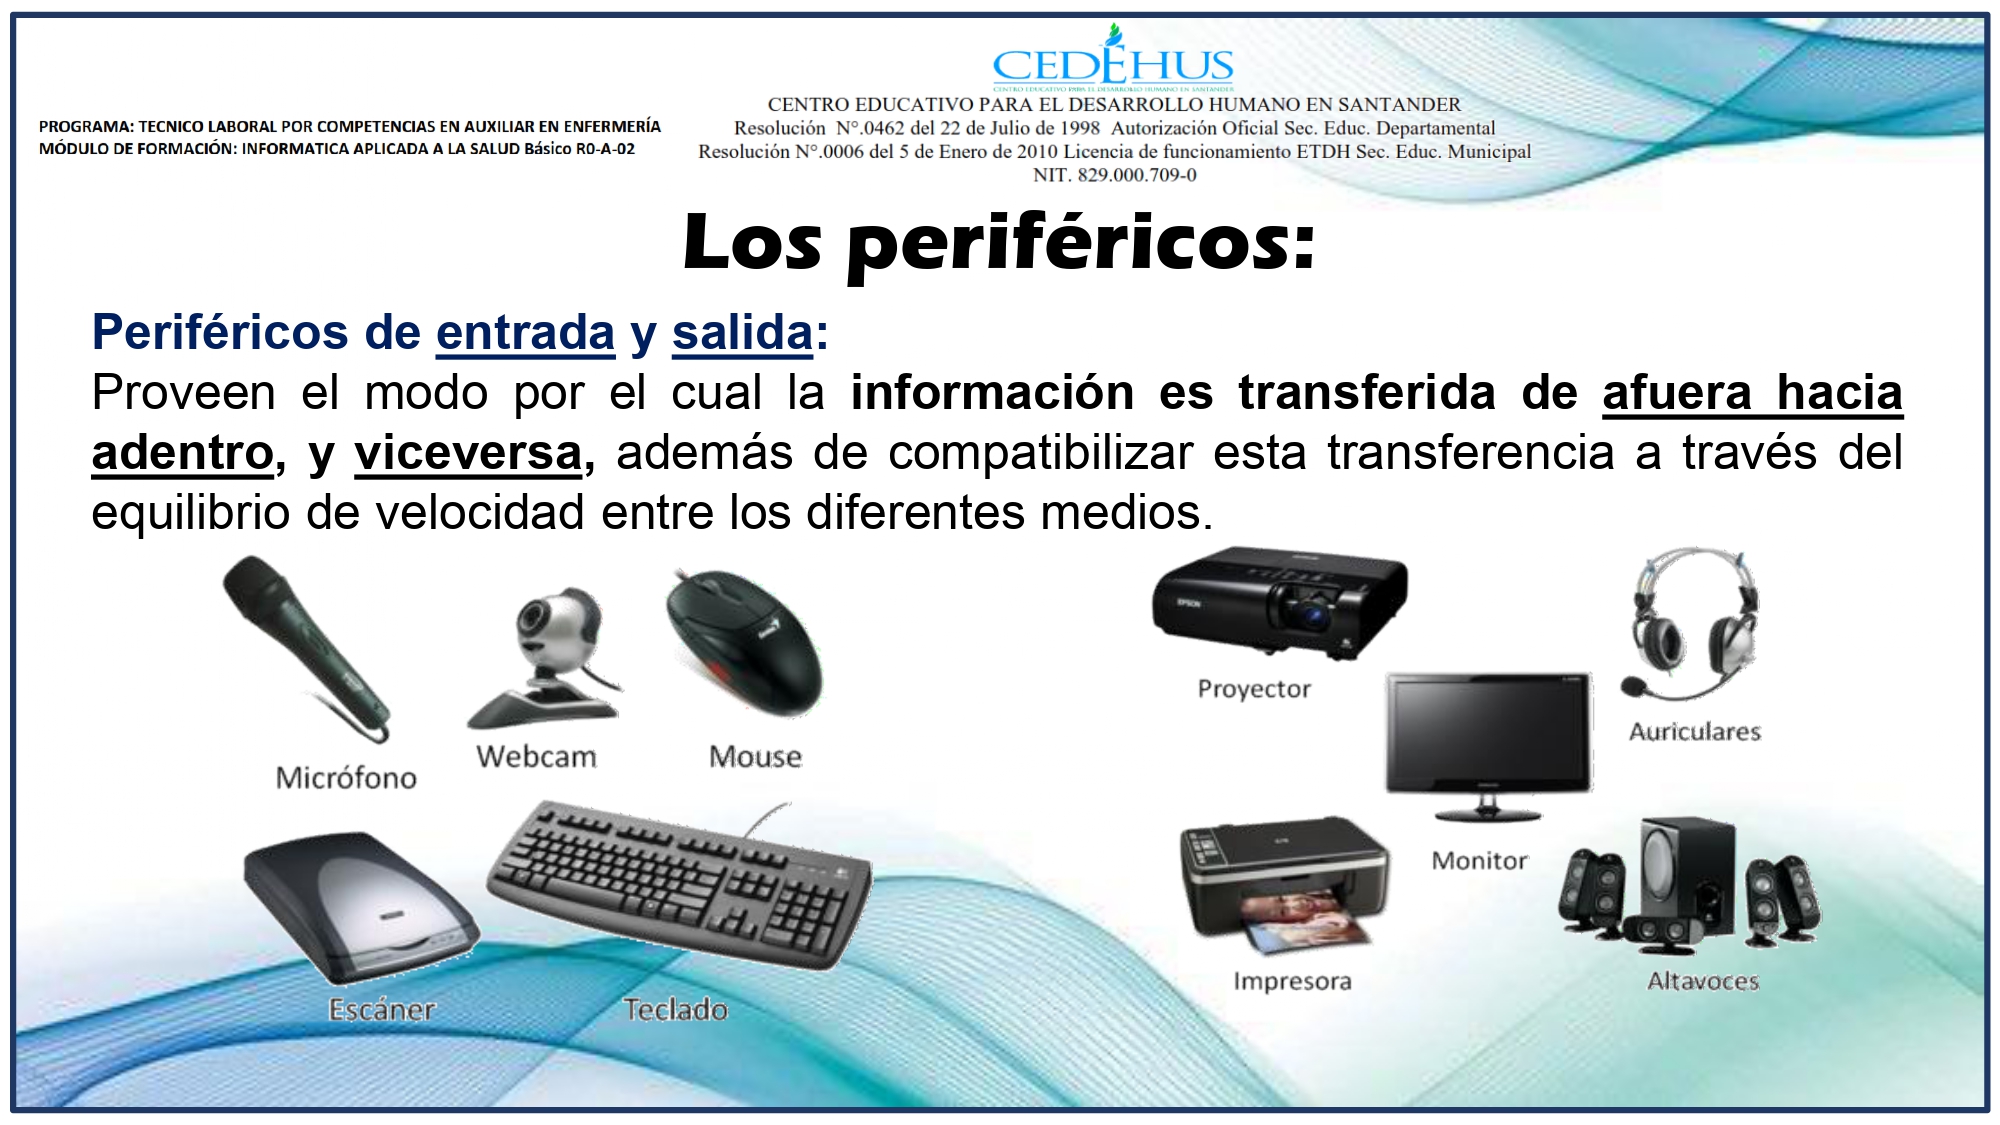 CEDEHUS
CENTRO EDUCATIVO PARA EL DESARROLLO HUMANO EN SANTANDER
CENTRO EDUCATIVO PARA EL DESARROLLO HUMANO EN SANTANDER
Resolución N°.0462 del 22 de Julio de 1998 Autorización Oficial Sec. Educ. Departamental
Resolución N°.0006 del 5 de Enero de 2010 Licencia de funcionamiento ETDH Sec. Educ. Municipal
NIT. 829.000.709-0
PROGRAMA: TECNICO LABORAL POR COMPETENCIAS EN AUXILIAR EN ENFERMERÍA
MÓDULO DE FORMACIÓN: INFORMATICA APLICADA A LA SALUD Básico R0-A-02
Los periféricos:
Periféricos de entrada y salida:
Proveen el modo por el cual la información es transferida de afuera hacia
adentro, y viceversa, además de compatibilizar esta transferencia a través del
equilibrio de velocidad entre los diferentes medios.
Micrófono
Webcam
Mouse
Escáner
Teclado
EPSON
Proyector
Auriculares
Monitor
Impresora
Altavoces